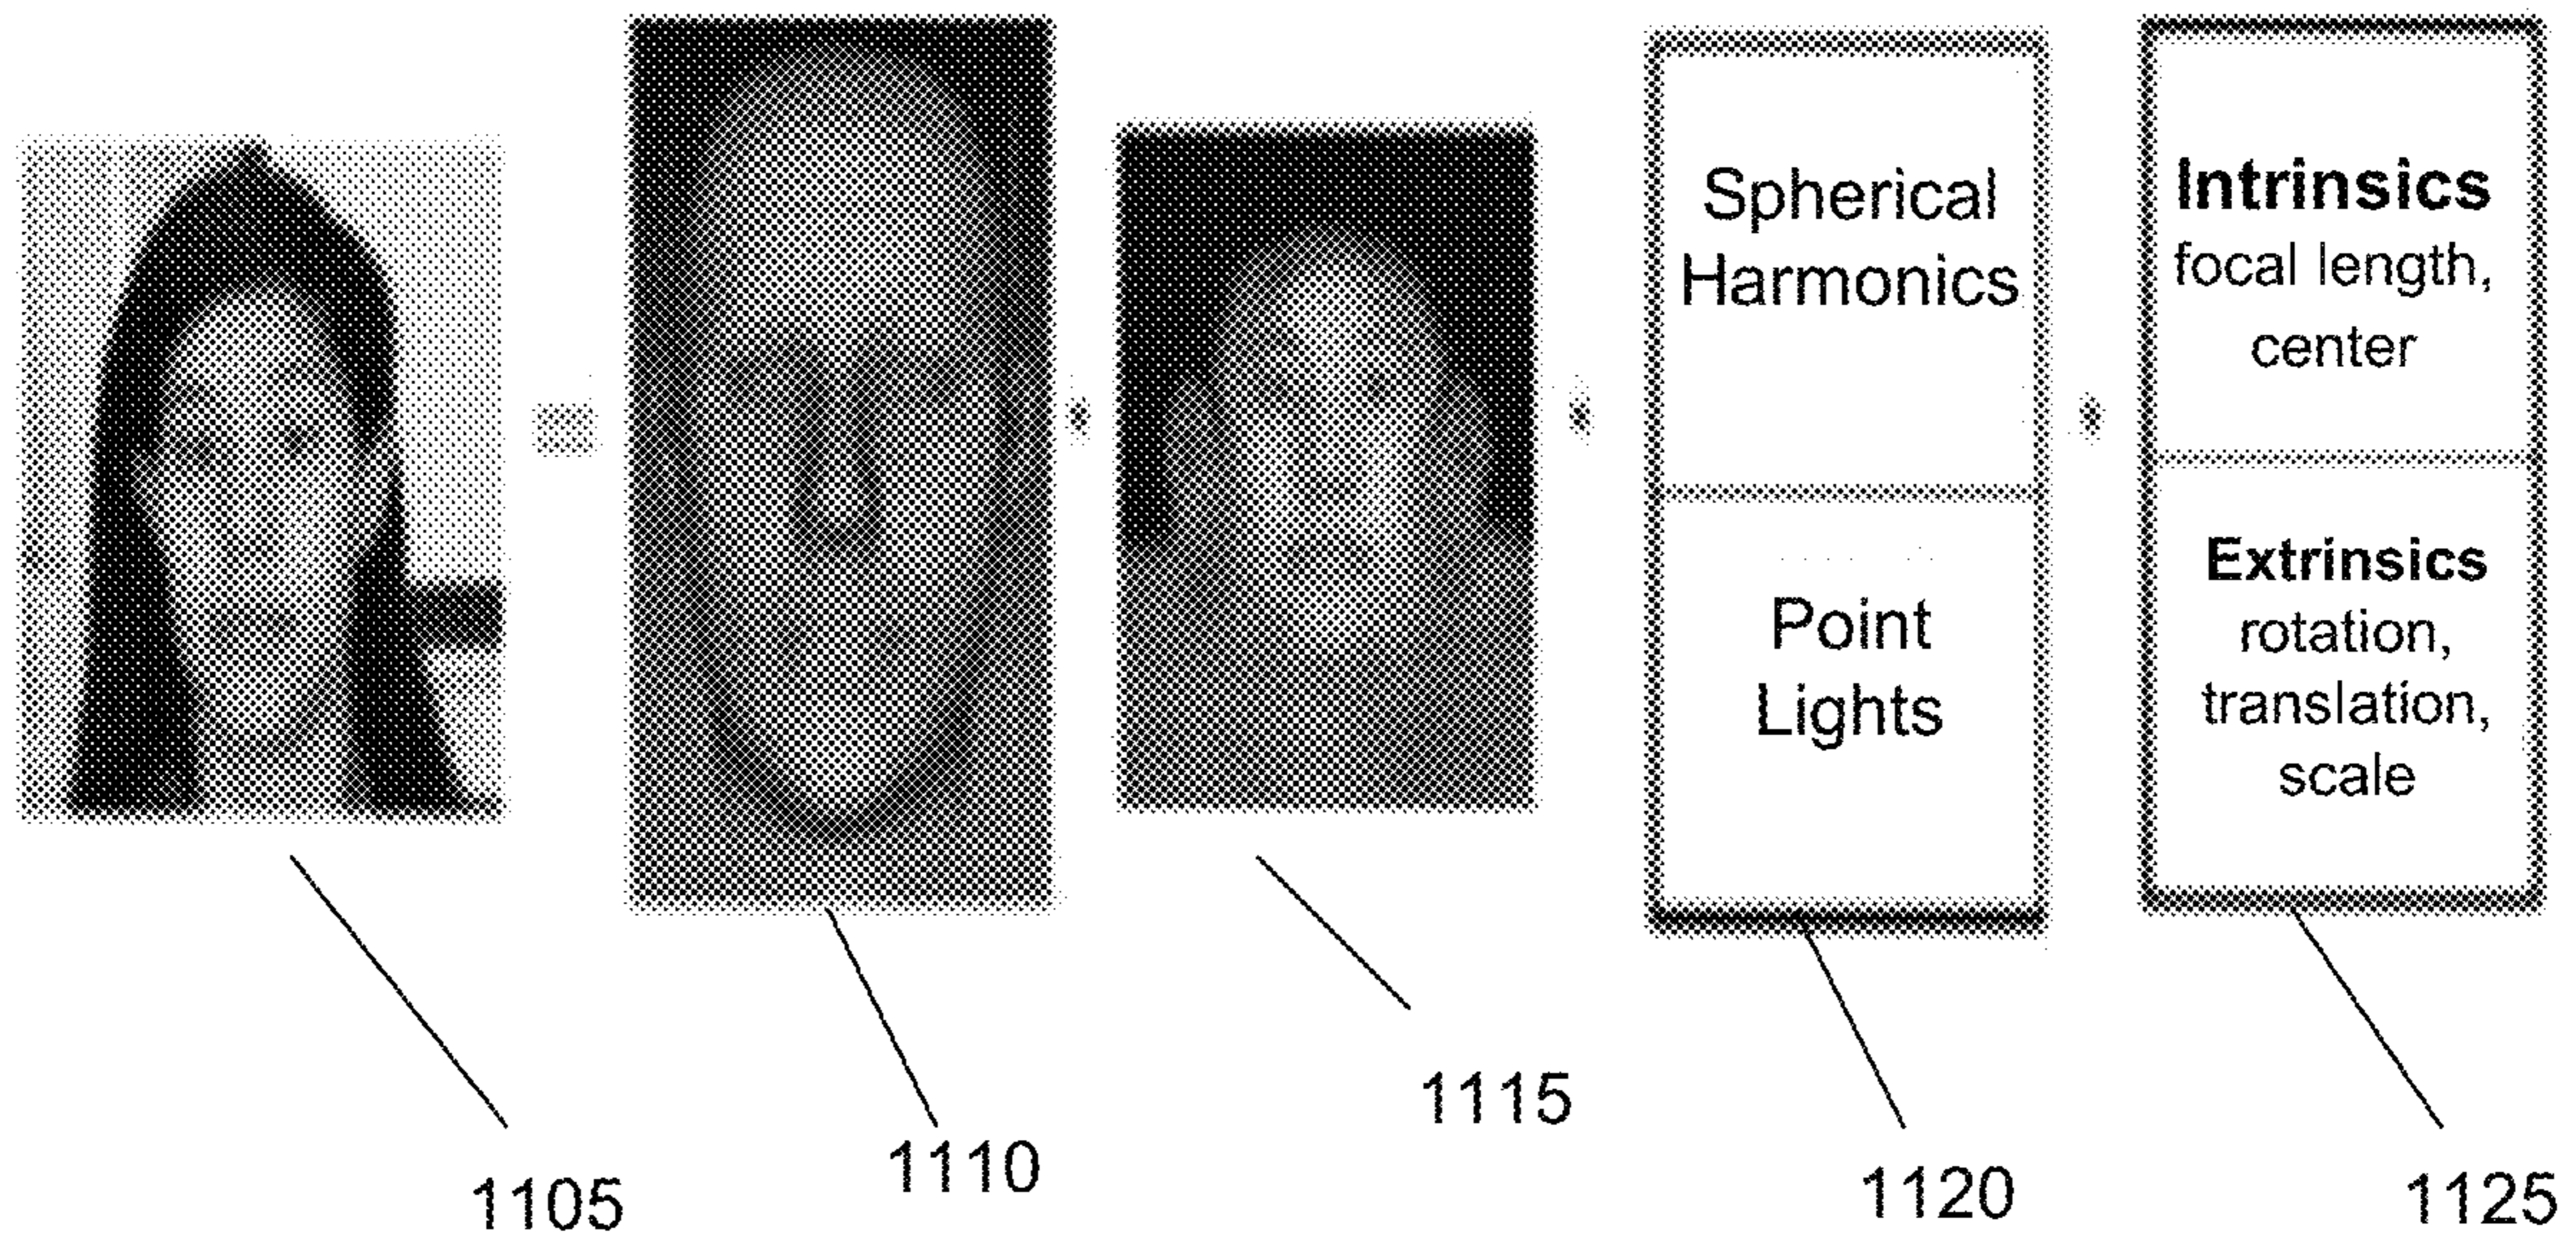 Spherical
Harmonics
Point
Lights
Intrinsics
focal length,
center
Extrinsics
rotation,
translation,
scale
1105
1110
1115
1120
1125